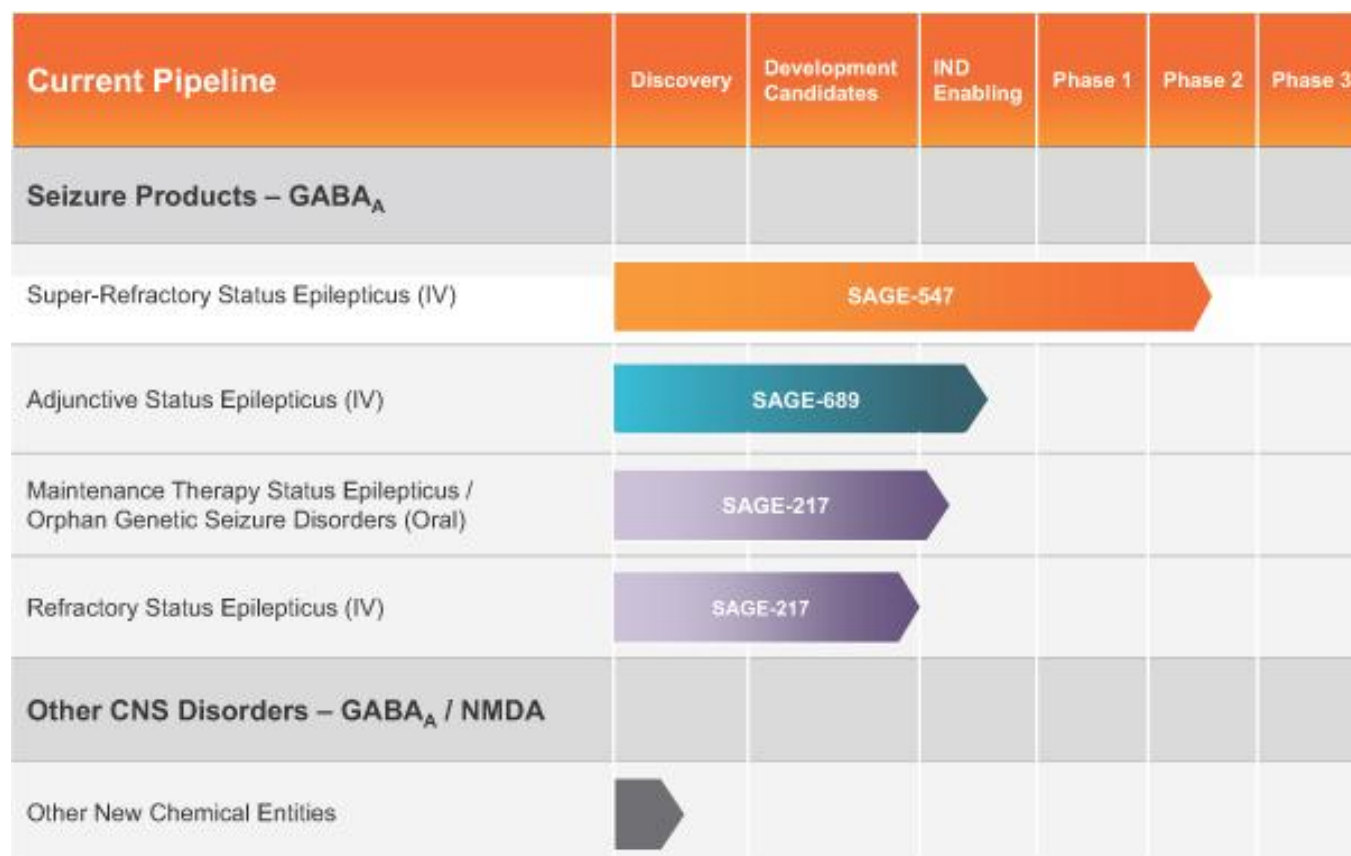 Current Pipeline
Discovery
Development
Candidates
IND
Enabling
Phase 1
Phase 2
Phase 3
Seizure Products – GABAA
Super-Refractory Status Epilepticus (IV)
SAGE-547
Adjunctive Status Epilepticus (IV)
SAGE-689
Maintenance Therapy Status Epilepticus /
Orphan Genetic Seizure Disorders (Oral)
SAGE-217
Refractory Status Epilepticus (IV)
SAGE-217
Other CNS Disorders – GABAA / NMDA
Other New Chemical Entities